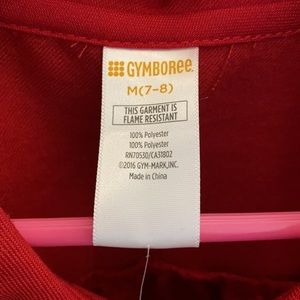 GYMBOREE
M(7-8)
THIS GARMENT IS
FLAME RESISTANT
100% Polyester
100% Polyester
RN70530/CA31802
©2016 GYM-MARK,INC.
Made in China